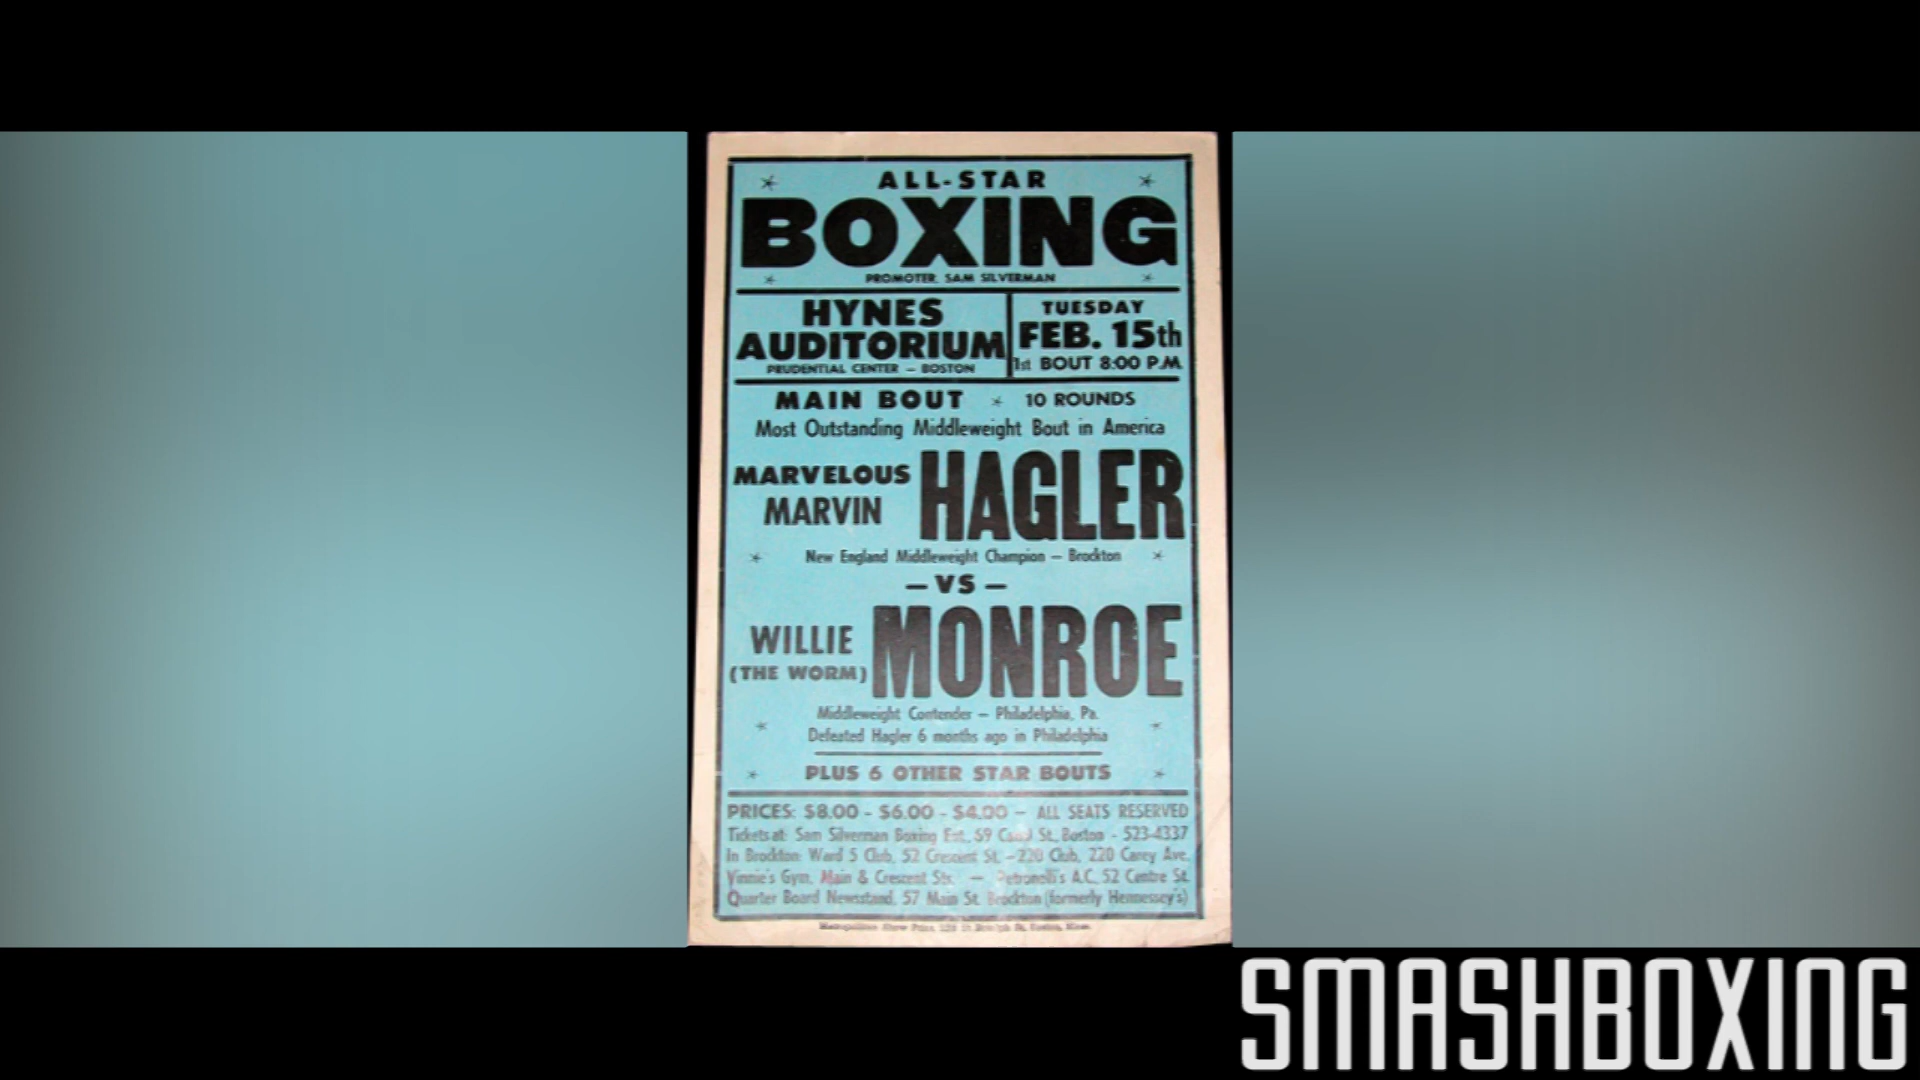 ALL-STAR
BOXING
PROMOTER, SAM SILVERMAN
HYNES
AUDITORIUM
PRUDENTIAL CENTER – BOSTON
TUESDAY
FEB. 15th
1st BOUT 8:00 P.M.
MAIN BOUT * 10 ROUNDS
Most Outstanding Middleweight Bout in America
MARVELOUS
MARVIN HAGLER
New England Middleweight Champion – Brockton
– VS –
WILLIE
(THE WORM) MONROE
Middleweight Contender – Philadelphia, Pa.
Defeated Hagler 6 months ago in Philadelphia
PLUS 6 OTHER STAR BOUTS
PRICES: $8.00 - $6.00 - $4.00 – ALL SEATS RESERVED
Tickets at: Sam Silverman Boxing Ent., 59 Canal St., Boston - 523-4337
In Brockton: Ward 5 Club, 52 Crescent St. – 220 Club, 220 Carey Ave.
Vinnie's Gym, Main & Crescent Sts. — Petronelli's A.C., 52 Centre St.
Quarter Board Newsstand, 57 Main St. Brockton (formerly Hennessey's)
SMASHBOXING